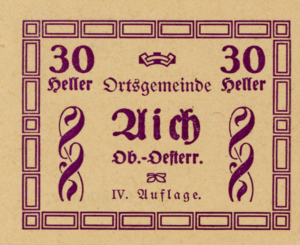 30 30
Heller Ortsgemeinde Heller
Aich
Ob.-Oesterr.
IV. Auflage.